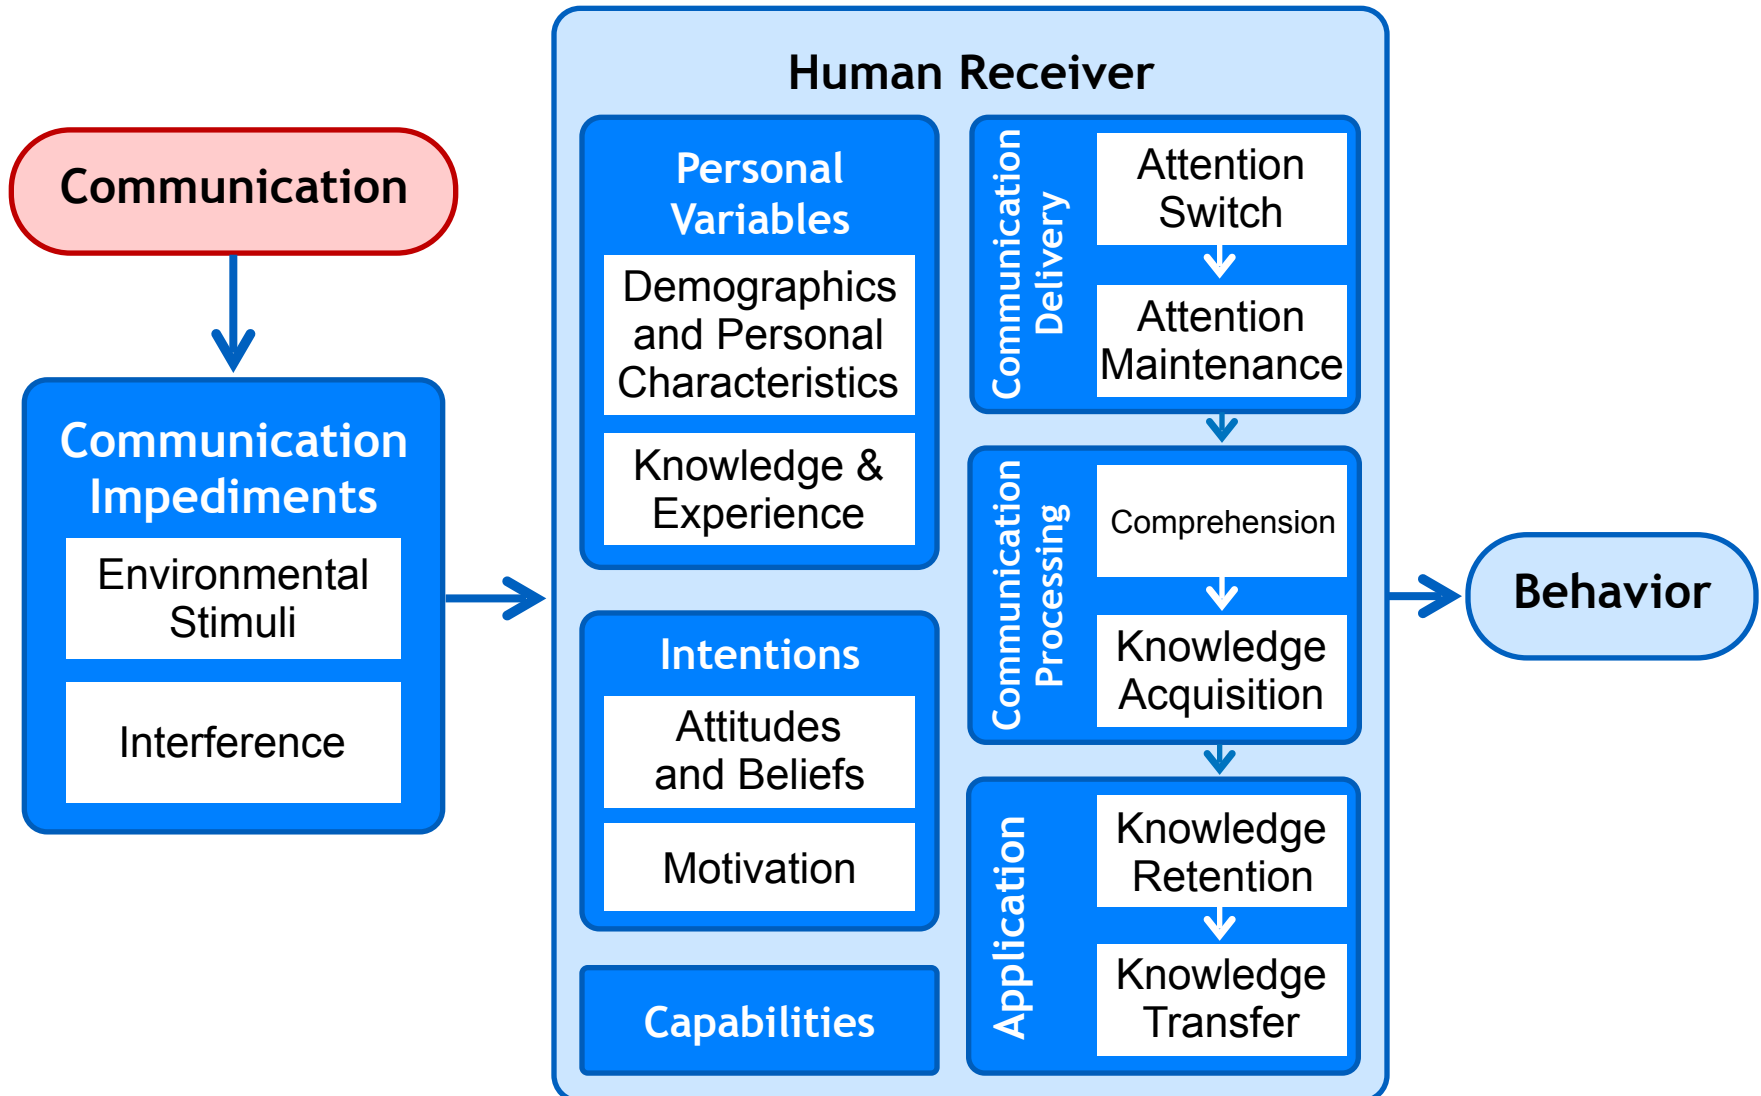 Communication
Communication
Impediments
Environmental
Stimuli
Interference
Human Receiver
Personal
Variables
Demographics
and Personal
Characteristics
Knowledge &
Experience
Intentions
Attitudes
and Beliefs
Motivation
Capabilities
Communication
Delivery
Attention
Switch
Attention
Maintenance
Communication
Processing
Comprehension
Knowledge
Acquisition
Application
Knowledge
Retention
Knowledge
Transfer
Behavior